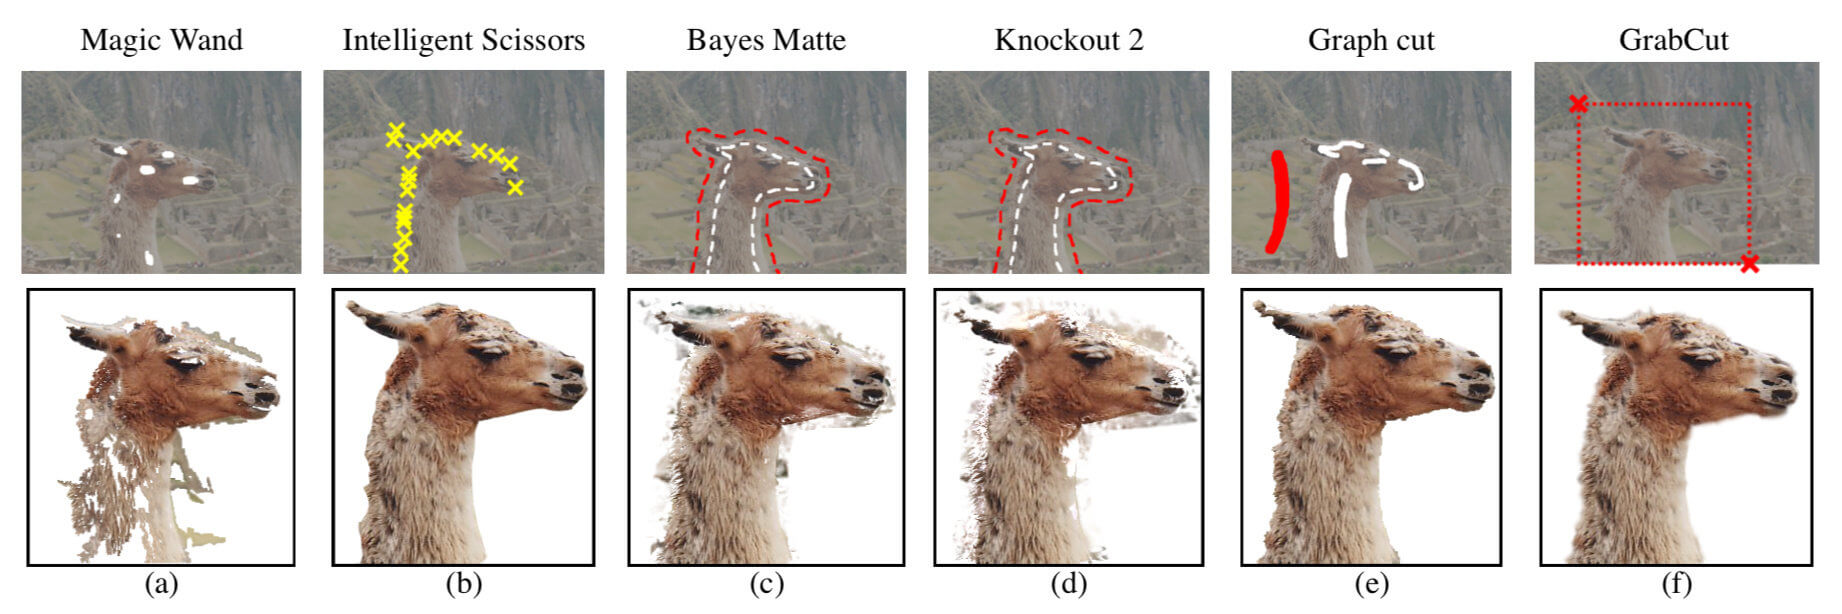 Magic Wand Intelligent Scissors Bayes Matte Knockout 2 Graph cut GrabCut
(a) (b) (c) (d) (e) (f)